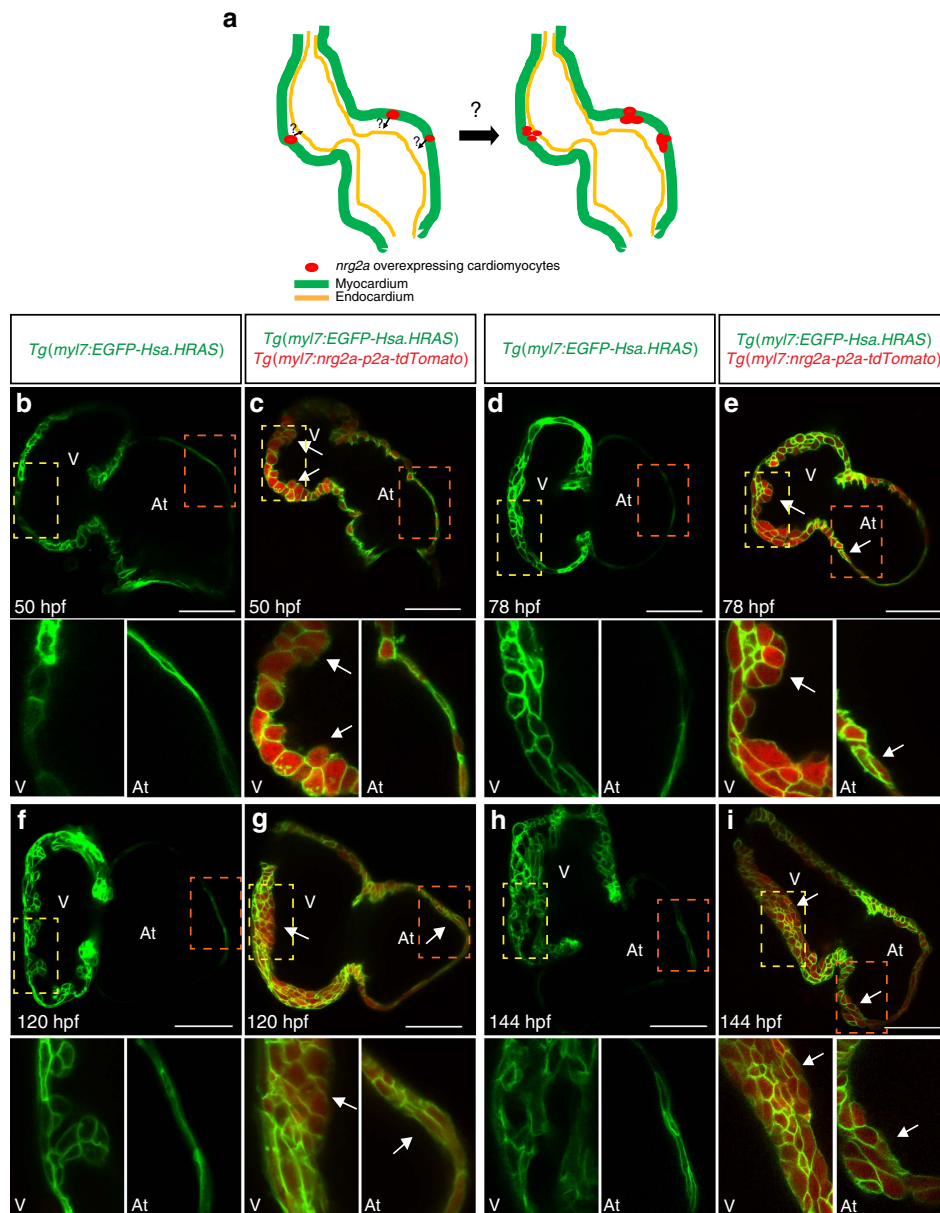 a
?
?
?
?
nrg2a overexpressing cardiomyocytes
Myocardium
Endocardium
Tg(myl7:EGFP-Hsa.HRAS)
Tg(myl7:EGFP-Hsa.HRAS)
Tg(myl7:nrg2a-p2a-tdTomato)
Tg(myl7:EGFP-Hsa.HRAS)
Tg(myl7:EGFP-Hsa.HRAS)
Tg(myl7:nrg2a-p2a-tdTomato)
b
V
At
50 hpf
V
At
c
V
At
50 hpf
V
At
d
V
At
78 hpf
V
At
e
V
At
78 hpf
V
At
f
V
At
120 hpf
V
At
g
V
At
120 hpf
V
At
h
V
At
144 hpf
V
At
i
V
At
144 hpf
V
At